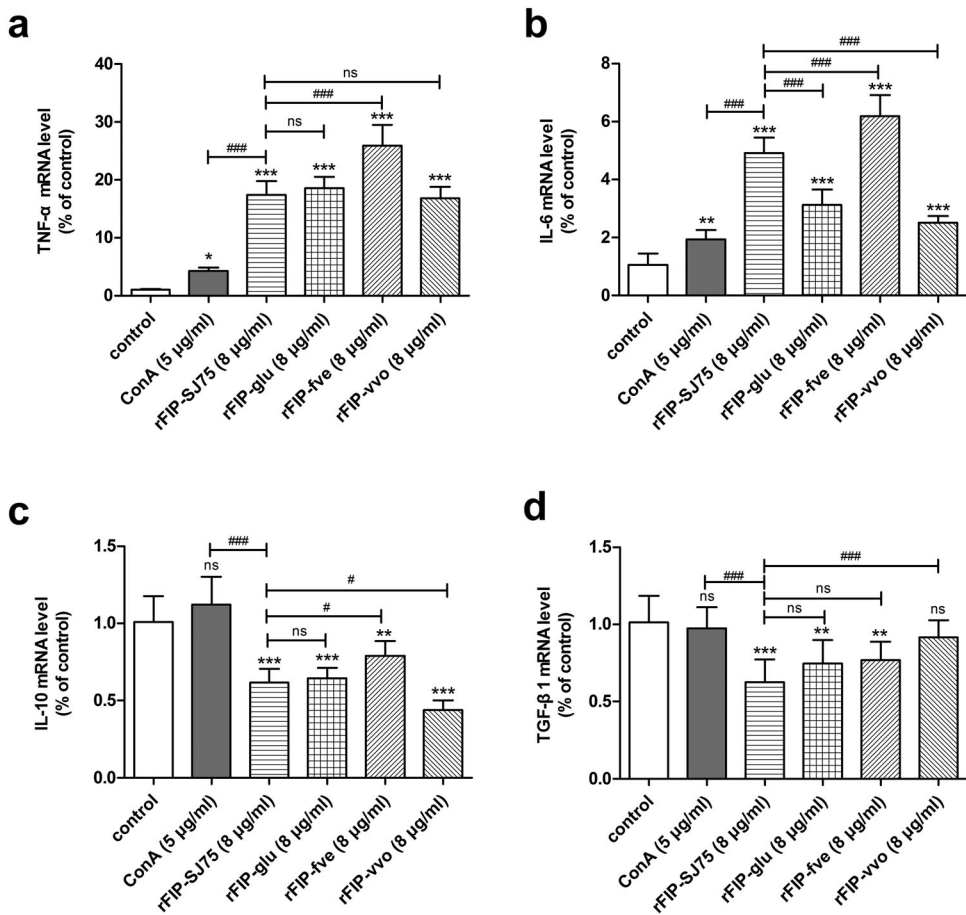 a
TNF-α mRNA level
(% of control)
40
30
20
10
0
ns
###
ns
###
*
***
***
***
***
control
ConA (5 µg/ml)
rFIP-SJ75 (8 µg/ml)
rFIP-glu (8 µg/ml)
rFIP-fve (8 µg/ml)
rFIP-vvo (8 µg/ml)
b
IL-6 mRNA level
(% of control)
8
6
4
2
0
###
###
###
###
**
***
***
***
***
control
ConA (5 µg/ml)
rFIP-SJ75 (8 µg/ml)
rFIP-glu (8 µg/ml)
rFIP-fve (8 µg/ml)
rFIP-vvo (8 µg/ml)
c
IL-10 mRNA level
(% of control)
1.5
1.0
0.5
0.0
###
ns
#
#
ns
***
***
**
***
control
ConA (5 µg/ml)
rFIP-SJ75 (8 µg/ml)
rFIP-glu (8 µg/ml)
rFIP-fve (8 µg/ml)
rFIP-vvo (8 µg/ml)
d
TGF-β 1 mRNA level
(% of control)
1.5
1.0
0.5
0.0
###
###
ns
ns
ns
***
**
**
ns
control
ConA (5 µg/ml)
rFIP-SJ75 (8 µg/ml)
rFIP-glu (8 µg/ml)
rFIP-fve (8 µg/ml)
rFIP-vvo (8 µg/ml)